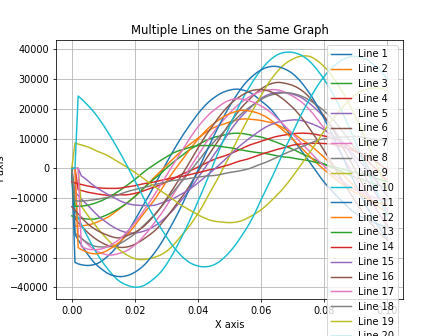 Multiple Lines on the Same Graph
40000
30000
20000
10000
0
−10000
−20000
−30000
−40000
0.00
0.02
0.04
0.06
X axis
Line 1
Line 2
Line 3
Line 4
Line 5
Line 6
Line 7
Line 8
Line 9
Line 10
Line 11
Line 12
Line 13
Line 14
Line 15
Line 16
Line 17
Line 18
Line 19
Line 20